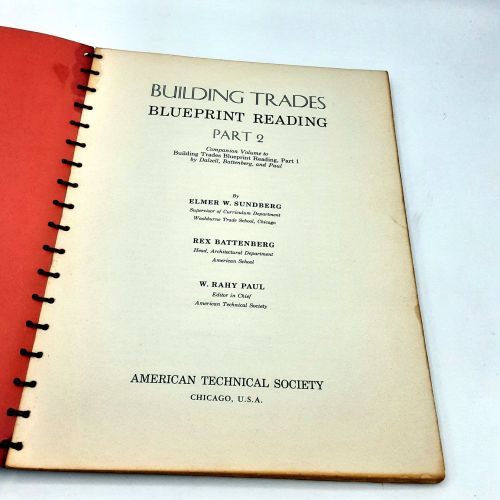 BUILDING TRADES
BLUEPRINT READING
PART 2
Companion Volume to
Building Trades Blueprint Reading, Part 1
by Dalzell, Battenberg, and Paul
By
ELMER W. SUNDBERG
Supervisor of Curriculum Department
Washburne Trade School, Chicago
REX BATTENBERG
Head, Architectural Department
American School
W. RAHY PAUL
Editor in Chief
American Technical Society
AMERICAN TECHNICAL SOCIETY
CHICAGO, U.S.A.